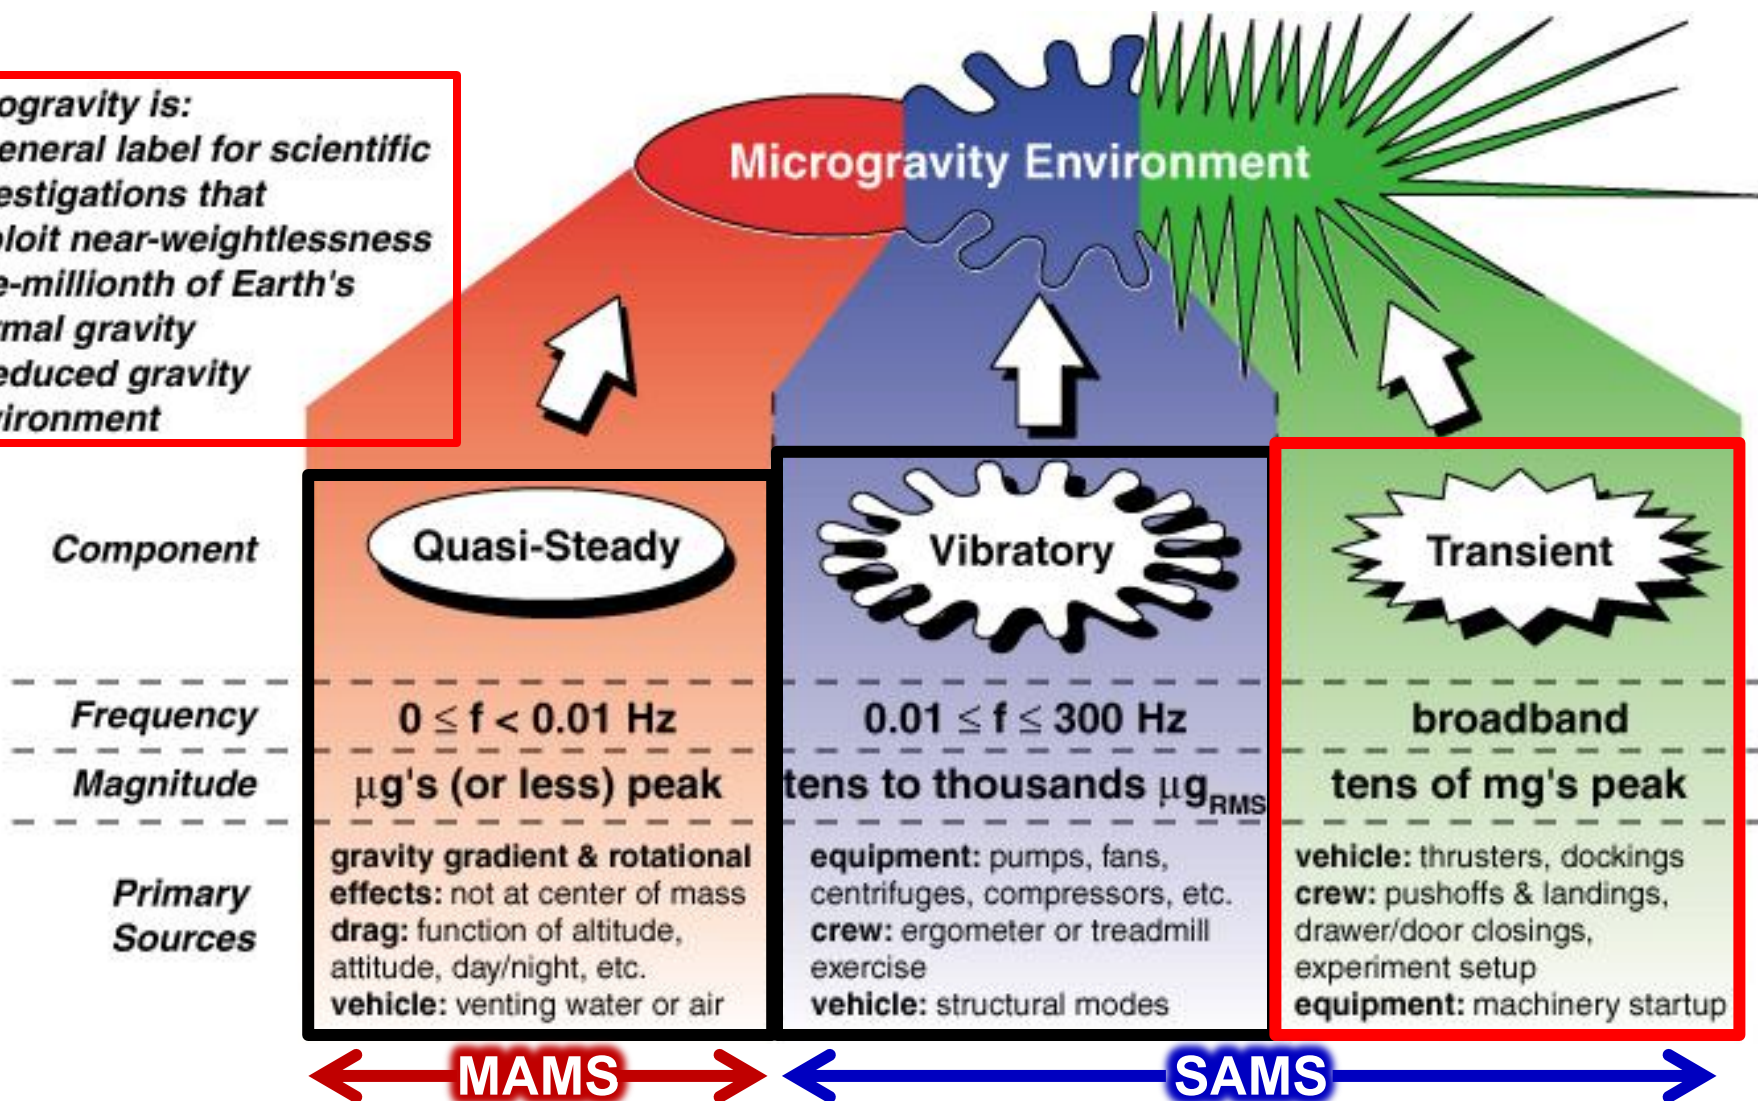 ogravity is:
eneral label for scientific
estigations that
loit near-weightlessness
e-millionth of Earth's
rmal gravity
educed gravity
vironment
Microgravity Environment
Component
Quasi-Steady
Vibratory
Transient
Frequency
0 ≤ f < 0.01 Hz
0.01 ≤ f ≤ 300 Hz
broadband
Magnitude
μg's (or less) peak
tens to thousands μgRMS
tens of mg's peak
Primary
Sources
gravity gradient & rotational
effects: not at center of mass
drag: function of altitude,
attitude, day/night, etc.
vehicle: venting water or air
equipment: pumps, fans,
centrifuges, compressors, etc.
crew: ergometer or treadmill
exercise
vehicle: structural modes
vehicle: thrusters, dockings
crew: pushoffs & landings,
drawer/door closings,
experiment setup
equipment: machinery startup
MAMS
SAMS